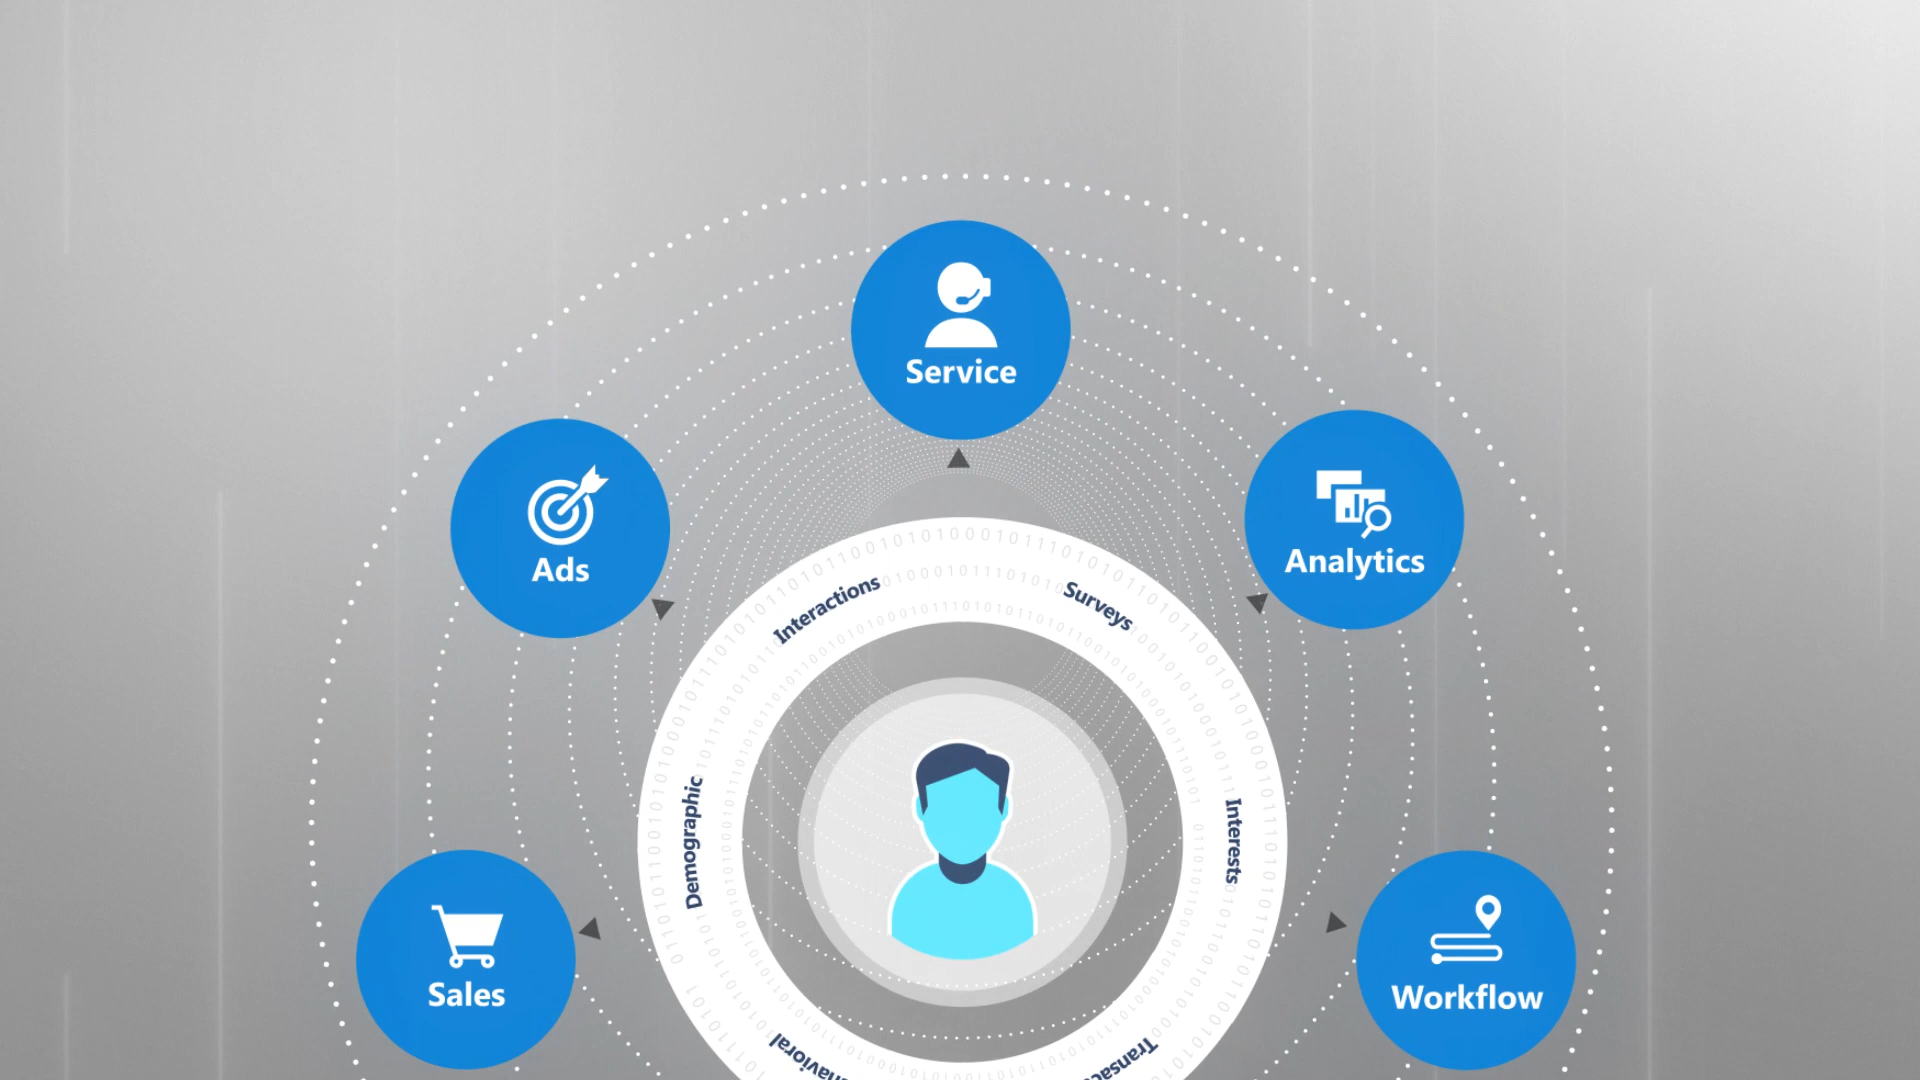 Service
Ads
Analytics
Interactions
Surveys
Demographic
Interests
Sales
Workflow